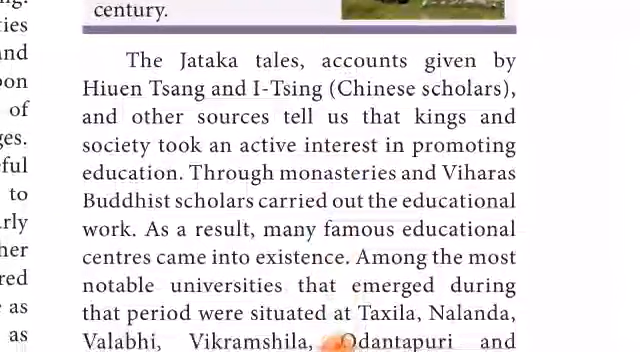 century.
The Jataka tales, accounts given by
Hiuen Tsang and I-Tsing (Chinese scholars),
and other sources tell us that kings and
society took an active interest in promoting
education. Through monasteries and Viharas
Buddhist scholars carried out the educational
work. As a result, many famous educational
centres came into existence. Among the most
notable universities that emerged during
that period were situated at Taxila, Nalanda,
Valabhi, Vikramshila, Odantapuri and